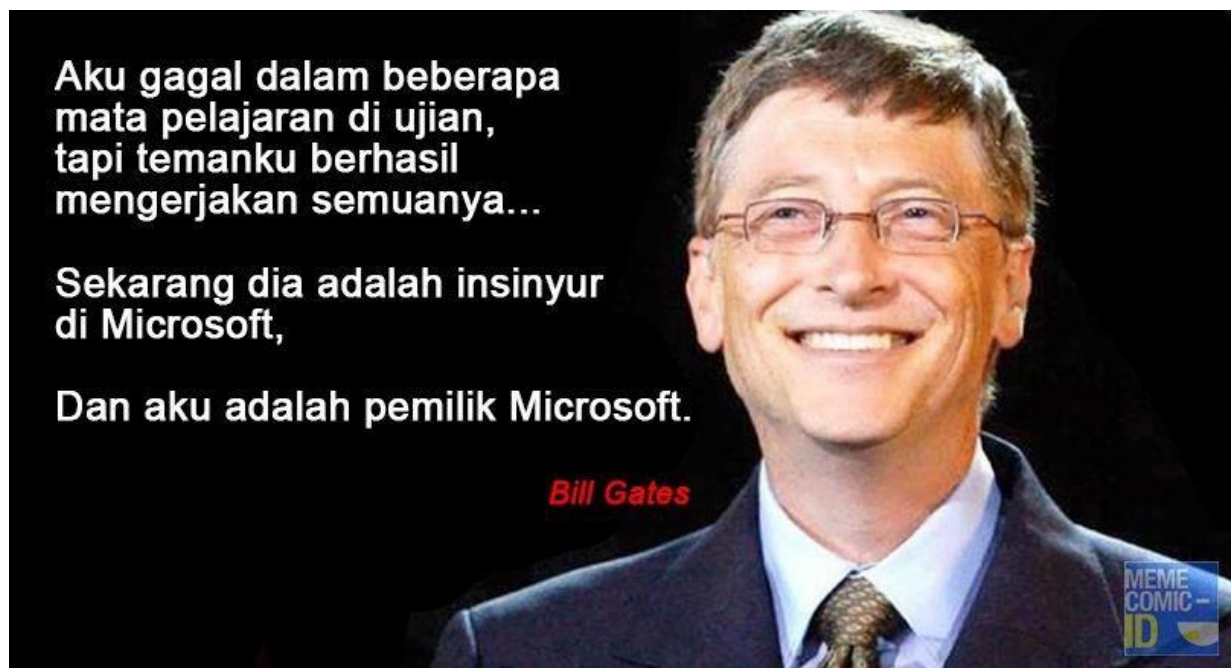 Aku gagal dalam beberapa
mata pelajaran di ujian,
tapi temanku berhasil
mengerjakan semuanya...
Sekarang dia adalah insinyur
di Microsoft,
Dan aku adalah pemilik Microsoft.
Bill Gates
MEME
COMIC-
ID